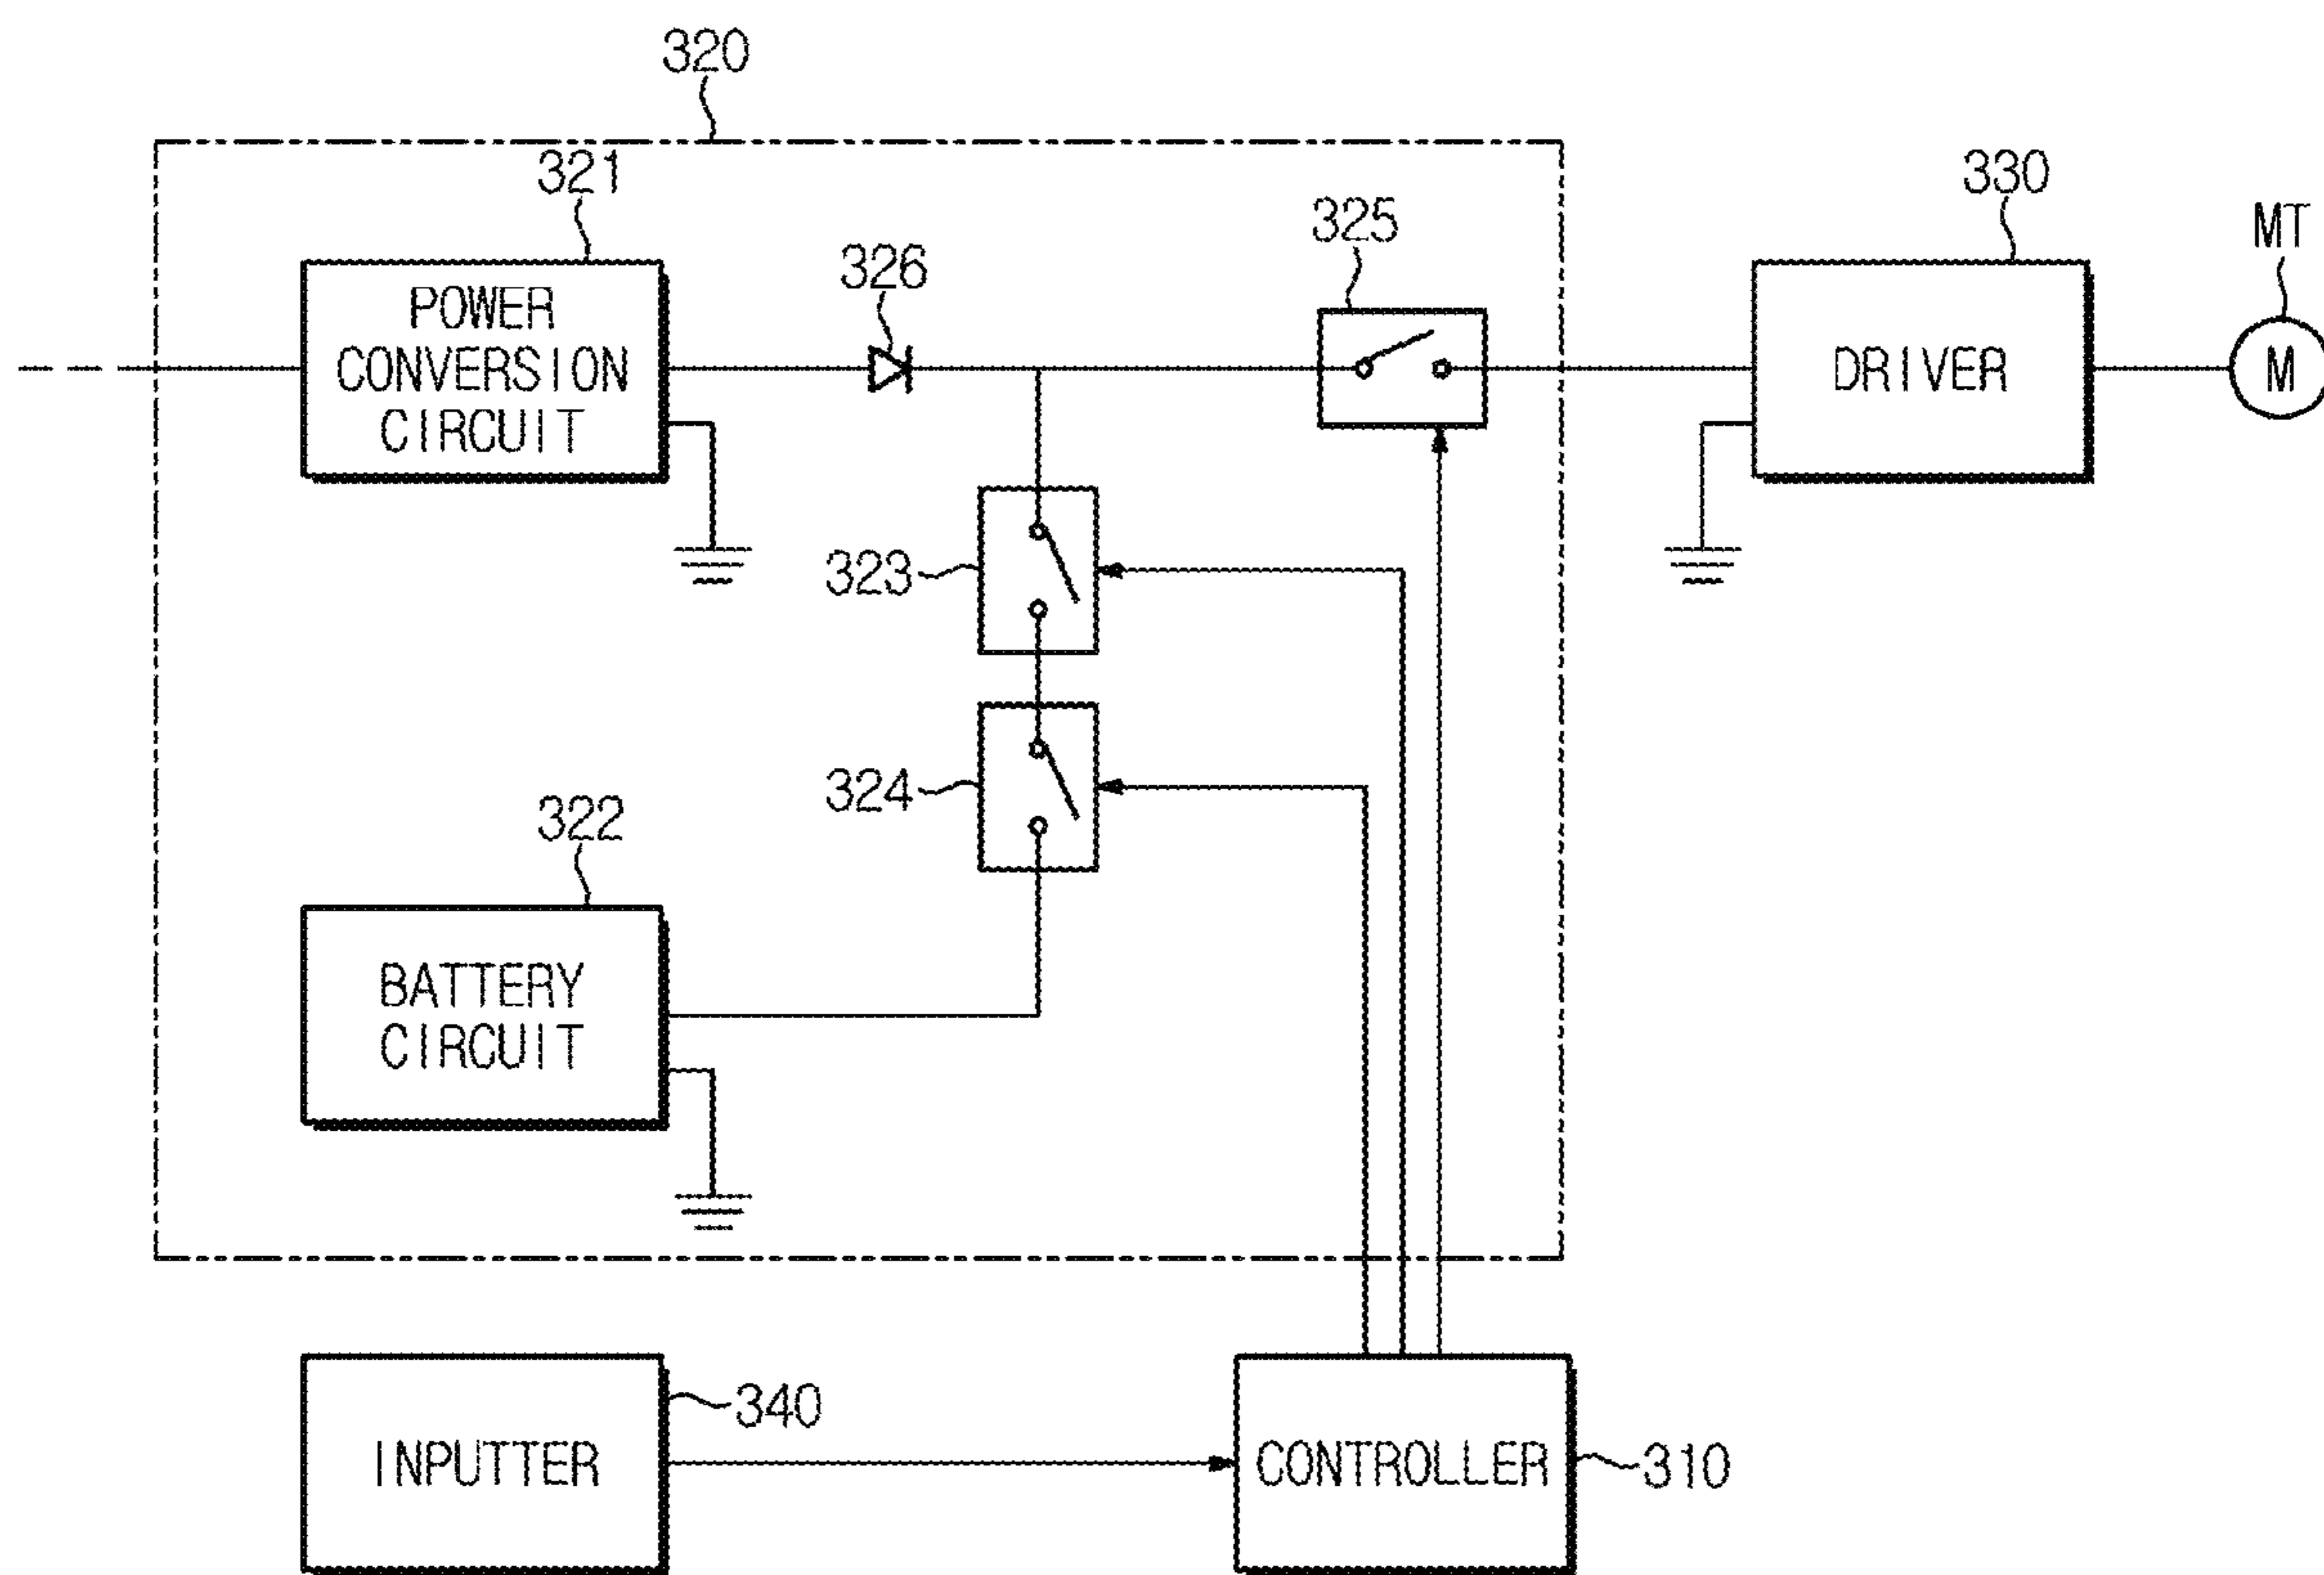 320
321
330
325
MT
326
POWER
CONVERSION
CIRCUIT
DRIVER
M
323
324
322
BATTERY
CIRCUIT
340
INPUTTER
CONTROLLER
310